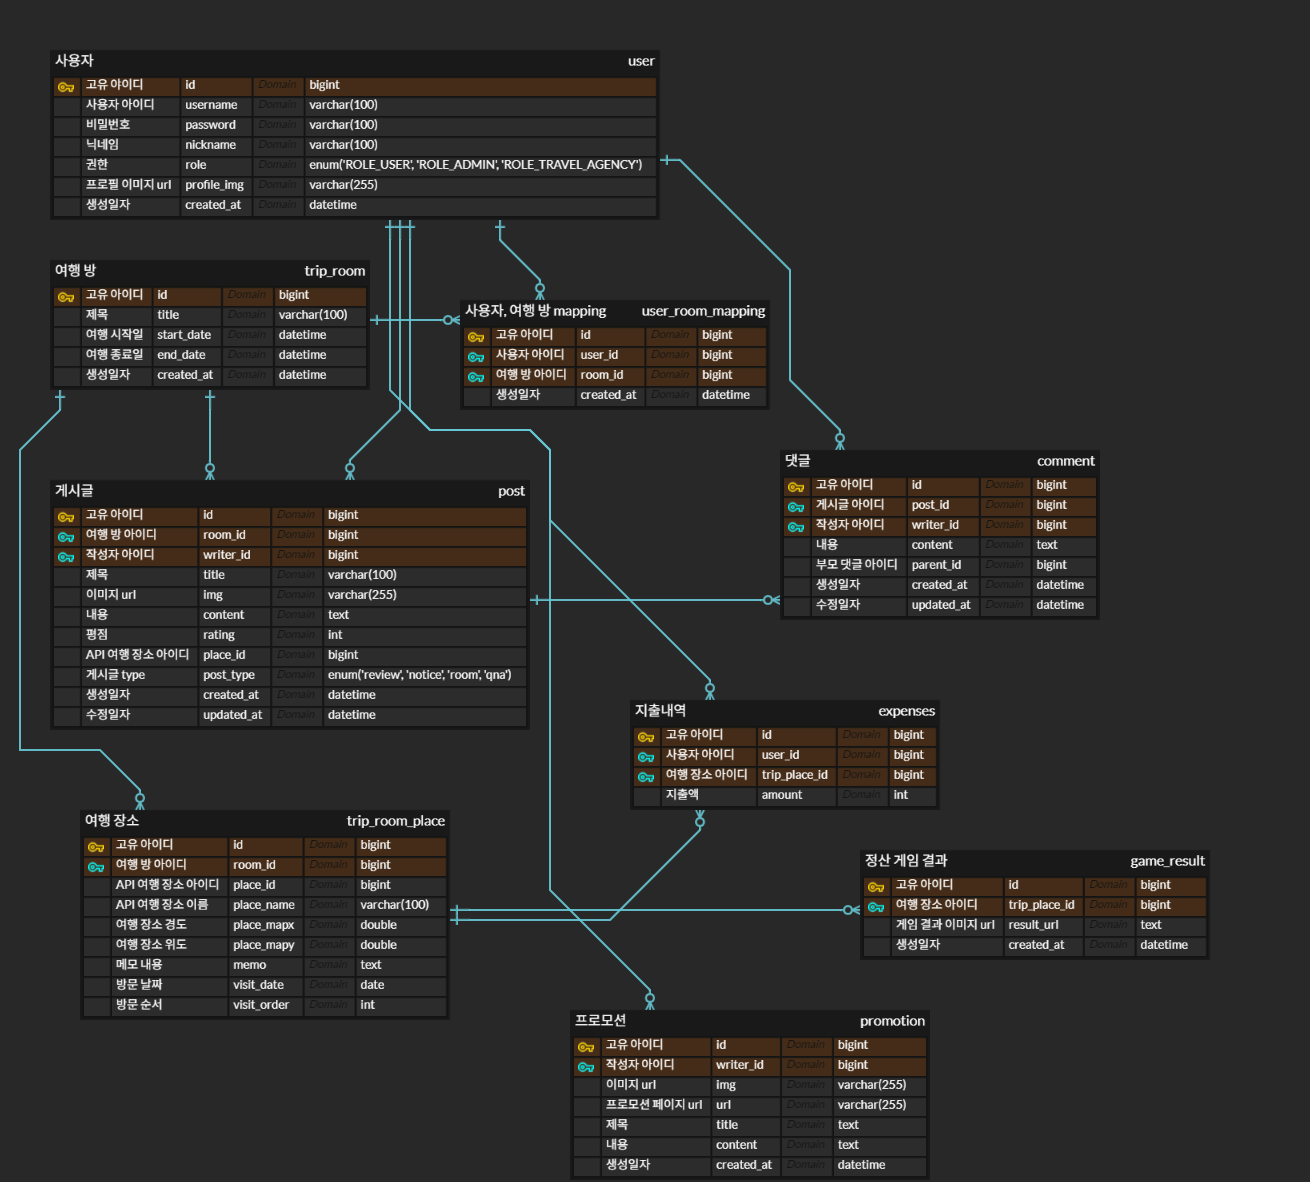 사용자 user
고유 아이디 id Domain bigint
사용자 아이디 username Domain varchar(100)
비밀번호 password Domain varchar(100)
닉네임 nickname Domain varchar(100)
권한 role Domain enum('ROLE_USER', 'ROLE_ADMIN', 'ROLE_TRAVEL_AGENCY')
프로필 이미지 url profile_img Domain varchar(255)
생성일자 created_at Domain datetime
여행 방 trip_room
고유 아이디 id Domain bigint
제목 title Domain varchar(100)
여행 시작일 start_date Domain datetime
여행 종료일 end_date Domain datetime
생성일자 created_at Domain datetime
사용자, 여행 방 mapping user_room_mapping
고유 아이디 id Domain bigint
사용자 아이디 user_id Domain bigint
여행 방 아이디 room_id Domain bigint
생성일자 created_at Domain datetime
댓글 comment
고유 아이디 id Domain bigint
게시글 아이디 post_id Domain bigint
작성자 아이디 writer_id Domain bigint
내용 content Domain text
부모 댓글 아이디 parent_id Domain bigint
생성일자 created_at Domain datetime
수정일자 updated_at Domain datetime
게시글 post
고유 아이디 id Domain bigint
여행 방 아이디 room_id Domain bigint
작성자 아이디 writer_id Domain bigint
제목 title Domain varchar(100)
이미지 url img Domain varchar(255)
내용 content Domain text
평점 rating Domain int
API 여행 장소 아이디 place_id Domain bigint
게시글 type post_type Domain enum('review', 'notice', 'room', 'qna')
생성일자 created_at Domain datetime
수정일자 updated_at Domain datetime
지출내역 expenses
고유 아이디 id Domain bigint
사용자 아이디 user_id Domain bigint
여행 장소 아이디 trip_place_id Domain bigint
지출액 amount Domain int
여행 장소 trip_room_place
고유 아이디 id Domain bigint
여행 방 아이디 room_id Domain bigint
API 여행 장소 아이디 place_id Domain bigint
API 여행 장소 이름 place_name Domain varchar(100)
여행 장소 경도 place_mapx Domain double
여행 장소 위도 place_mapy Domain double
메모 내용 memo Domain text
방문 날짜 visit_date Domain date
방문 순서 visit_order Domain int
정산 게임 결과 game_result
고유 아이디 id Domain bigint
여행 장소 아이디 trip_place_id Domain bigint
게임 결과 이미지 url result_url Domain text
생성일자 created_at Domain datetime
프로모션 promotion
고유 아이디 id Domain bigint
작성자 아이디 writer_id Domain bigint
이미지 url img Domain varchar(255)
프로모션 페이지 url url Domain varchar(255)
제목 title Domain text
내용 content Domain text
생성일자 created_at Domain datetime